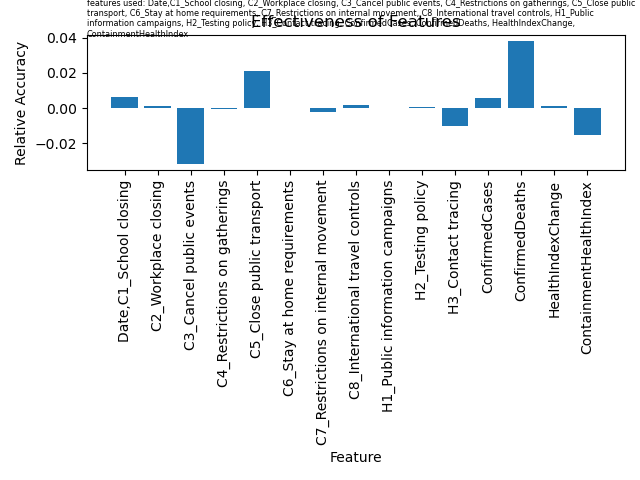 features used: Date,C1_School closing, C2_Workplace closing, C3_Cancel public events, C4_Restrictions on gatherings, C5_Close public
transport, C6_Stay at home requirements, C7_Restrictions on internal movement, C8_International travel controls, H1_Public
Effectiveness of Features
information campaigns, H2_Testing policy, H3_Contact tracing, ConfirmedCases, ConfirmedDeaths, HealthIndexChange,
ContainmentHealthIndex
Relative Accuracy
0.04
0.02
0.00
−0.02
Date,C1_School closing
C2_Workplace closing
C3_Cancel public events
C4_Restrictions on gatherings
C5_Close public transport
C6_Stay at home requirements
C7_Restrictions on internal movement
C8_International travel controls
H1_Public information campaigns
H2_Testing policy
H3_Contact tracing
ConfirmedCases
ConfirmedDeaths
HealthIndexChange
ContainmentHealthIndex
Feature